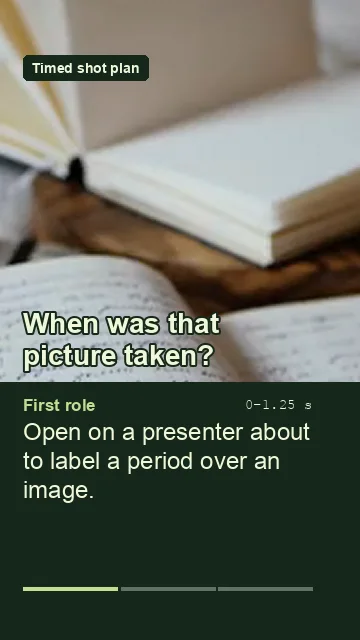 Timed shot plan
When was that
picture taken?
First role
0–1.25 s
Open on a presenter about
to label a period over an
image.